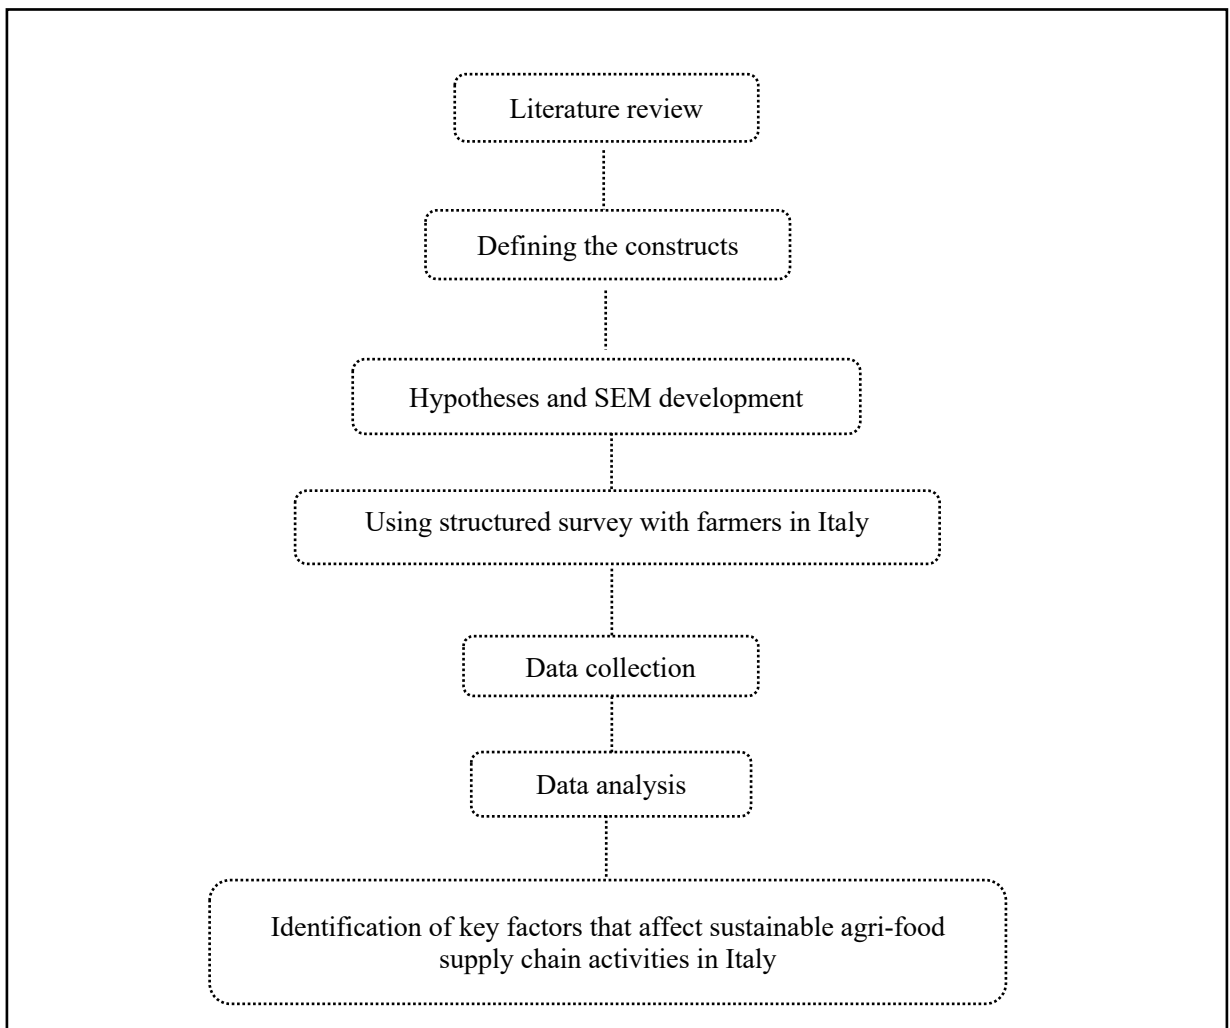 Literature review
Defining the constructs
Hypotheses and SEM development
Using structured survey with farmers in Italy
Data collection
Data analysis
Identification of key factors that affect sustainable agri-food
supply chain activities in Italy